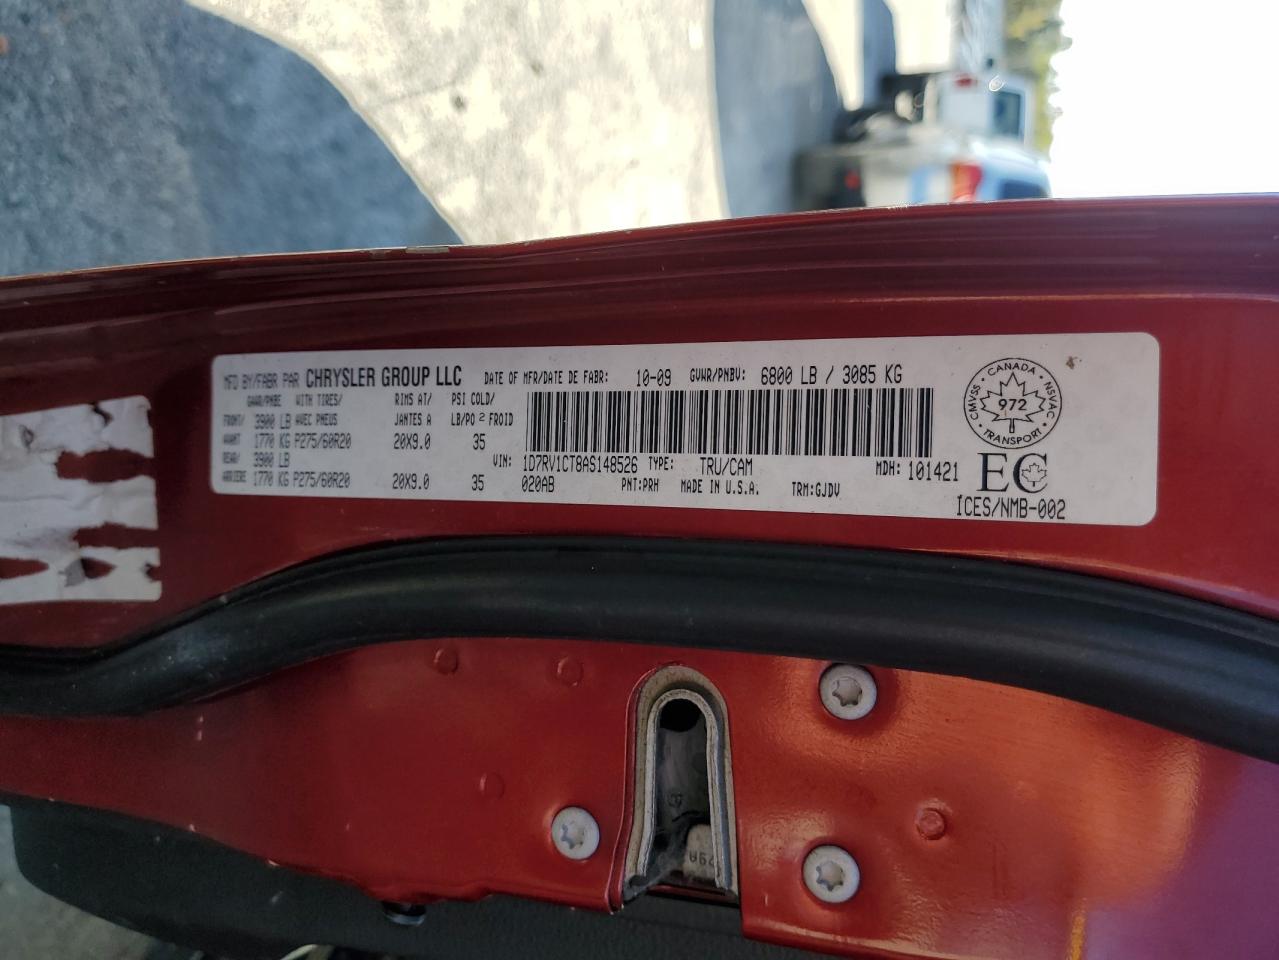 MFD BY/FABR PAR CHRYSLER GROUP LLC DATE OF MFR/DATE DE FABR: 10-09 GVWR/PNBV: 6800 LB / 3085 KG
GAWR/PNBE WITH TIRES/ RIMS AT/ PSI COLD/
FRONT/ 3900 LB AVEC PNEUS JANTES A LB/PO 2 FROID
AVANT 1770 KG P275/60R20 20X9.0 35
REAR/ 3900 LB
ARRIERE 1770 KG P275/60R20 20X9.0 35
VIN: 1D7RV1CT8AS148526 TYPE: TRU/CAM MDH: 101421
020AB PNT:PRH MADE IN U.S.A. TRM:GJDV
CANADA
CMVSS 972 NSVAC
TRANSPORT
EC
ICES/NMB-002